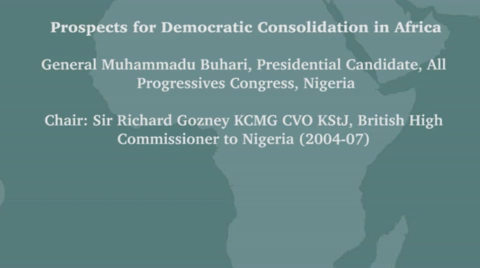 Prospects for Democratic Consolidation in Africa
General Muhammadu Buhari, Presidential Candidate, All
Progressives Congress, Nigeria
Chair: Sir Richard Gozney KCMG CVO KStJ, British High
Commissioner to Nigeria (2004-07)